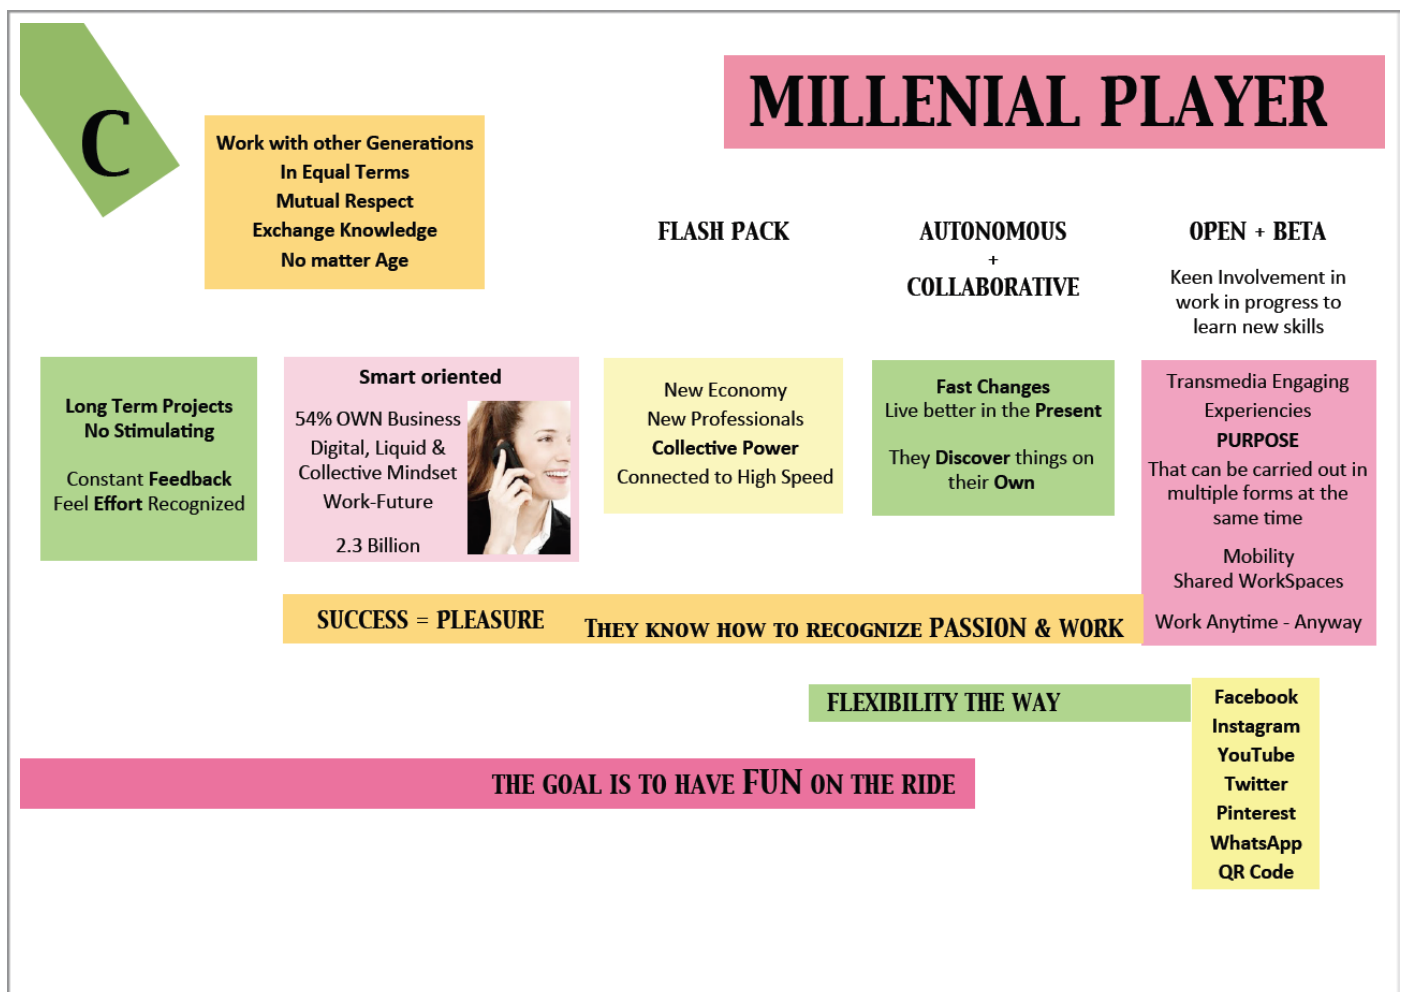 C
MILLENIAL PLAYER
Work with other Generations
In Equal Terms
Mutual Respect
Exchange Knowledge
No matter Age
FLASH PACK
AUTONOMOUS
+
COLLABORATIVE
OPEN + BETA
Keen Involvement in
work in progress to
learn new skills
Long Term Projects
No Stimulating
Constant Feedback
Feel Effort Recognized
Smart oriented
54% OWN Business
Digital, Liquid &
Collective Mindset
Work-Future
2.3 Billion
New Economy
New Professionals
Collective Power
Connected to High Speed
Fast Changes
Live better in the Present
They Discover things on
their Own
Transmedia Engaging
Experiencies
PURPOSE
That can be carried out in
multiple forms at the
same time
Mobility
Shared WorkSpaces
Work Anytime - Anyway
SUCCESS = PLEASURE
THEY KNOW HOW TO RECOGNIZE PASSION & WORK
FLEXIBILITY THE WAY
Facebook
Instagram
YouTube
Twitter
Pinterest
WhatsApp
QR Code
THE GOAL IS TO HAVE FUN ON THE RIDE